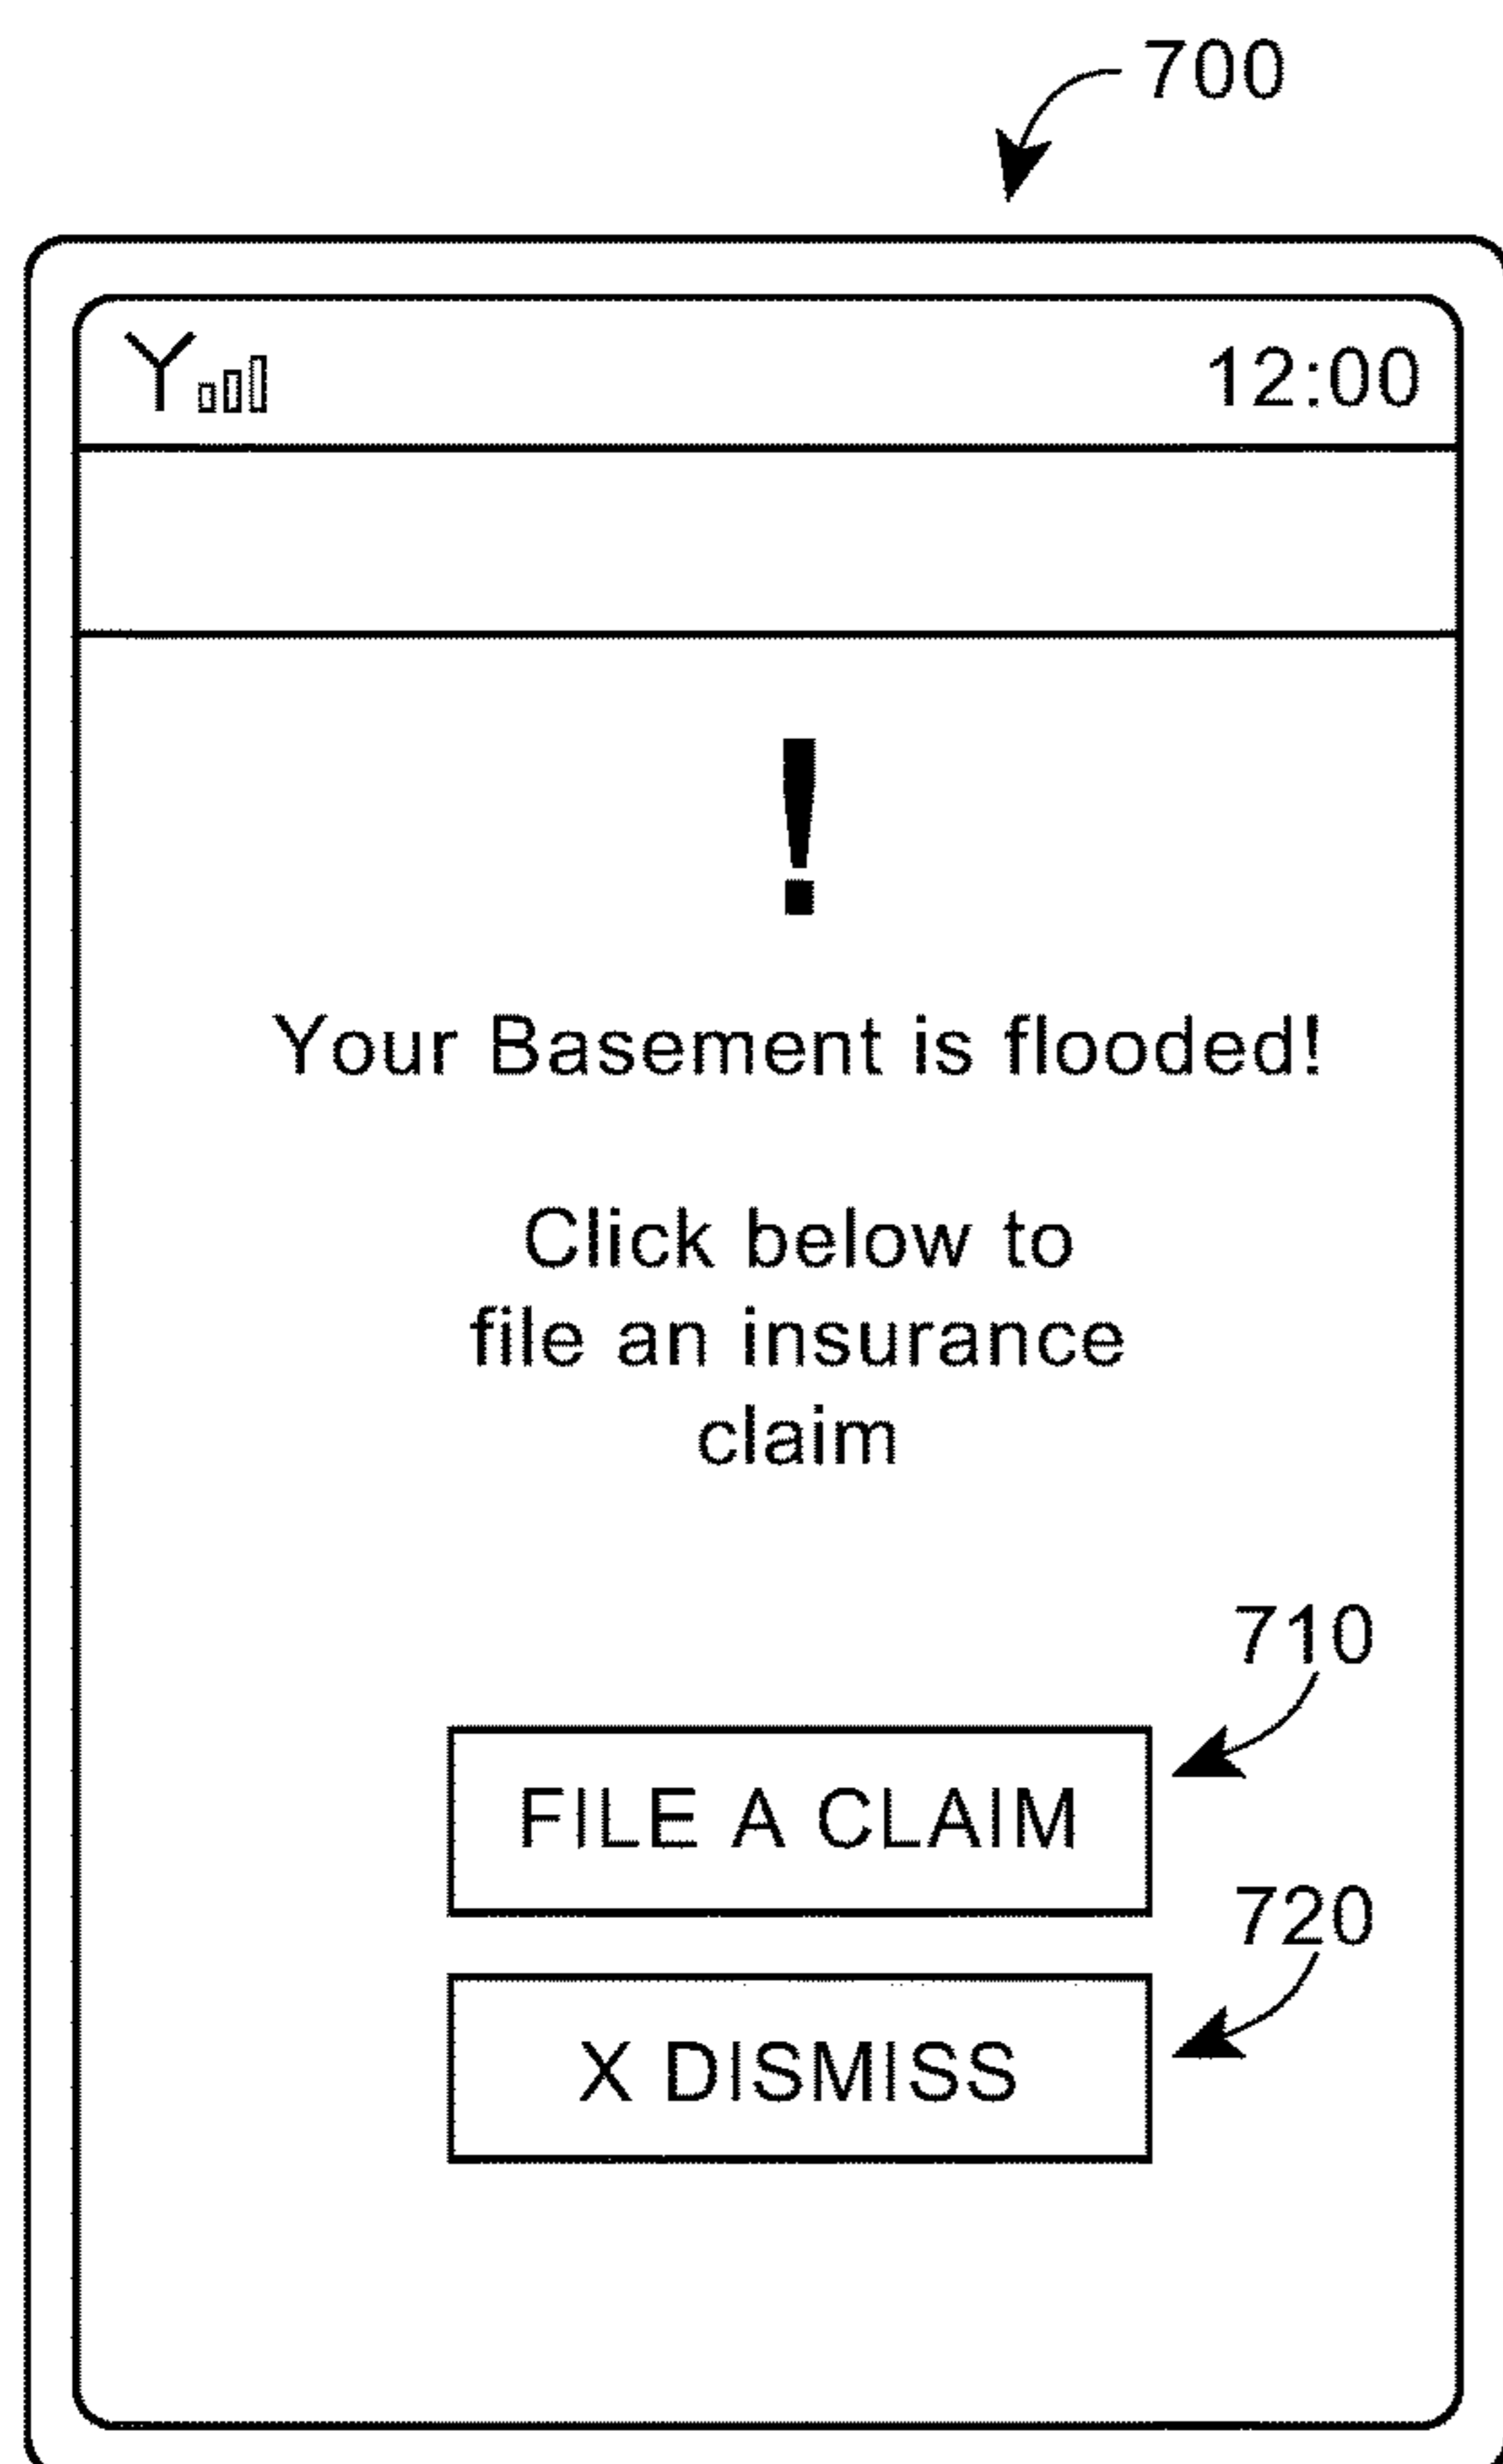 700
12:00
!
Your Basement is flooded!
Click below to
file an insurance
claim
710
FILE A CLAIM
720
X DISMISS